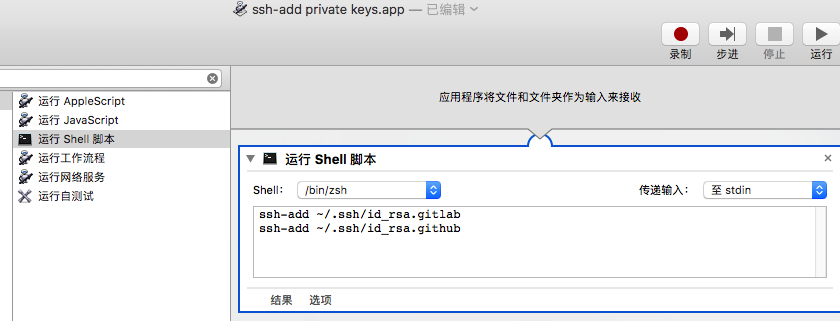 ssh-add private keys.app — 已编辑
录制
步进
停止
运行
运行 AppleScript
运行 JavaScript
运行 Shell 脚本
运行工作流程
运行网络服务
运行自测试
应用程序将文件和文件夹作为输入来接收
运行 Shell 脚本
Shell： /bin/zsh 传递输入： 至 stdin
ssh-add ~/.ssh/id_rsa.gitlab
ssh-add ~/.ssh/id_rsa.github
结果 选项